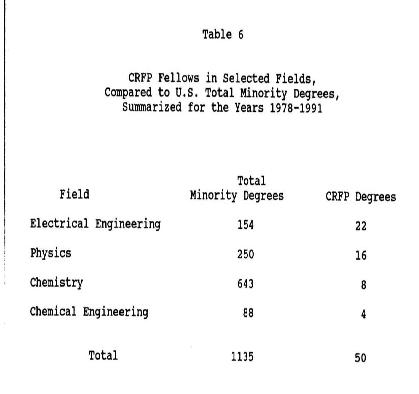 Table 6
CRFP Fellows in Selected Fields,
Compared to U.S. Total Minority Degrees,
Summarized for the Years 1978-1991
Total
Field Minority Degrees CRFP Degrees
Electrical Engineering 154 22
Physics 250 16
Chemistry 643 8
Chemical Engineering 88 4
Total 1135 50